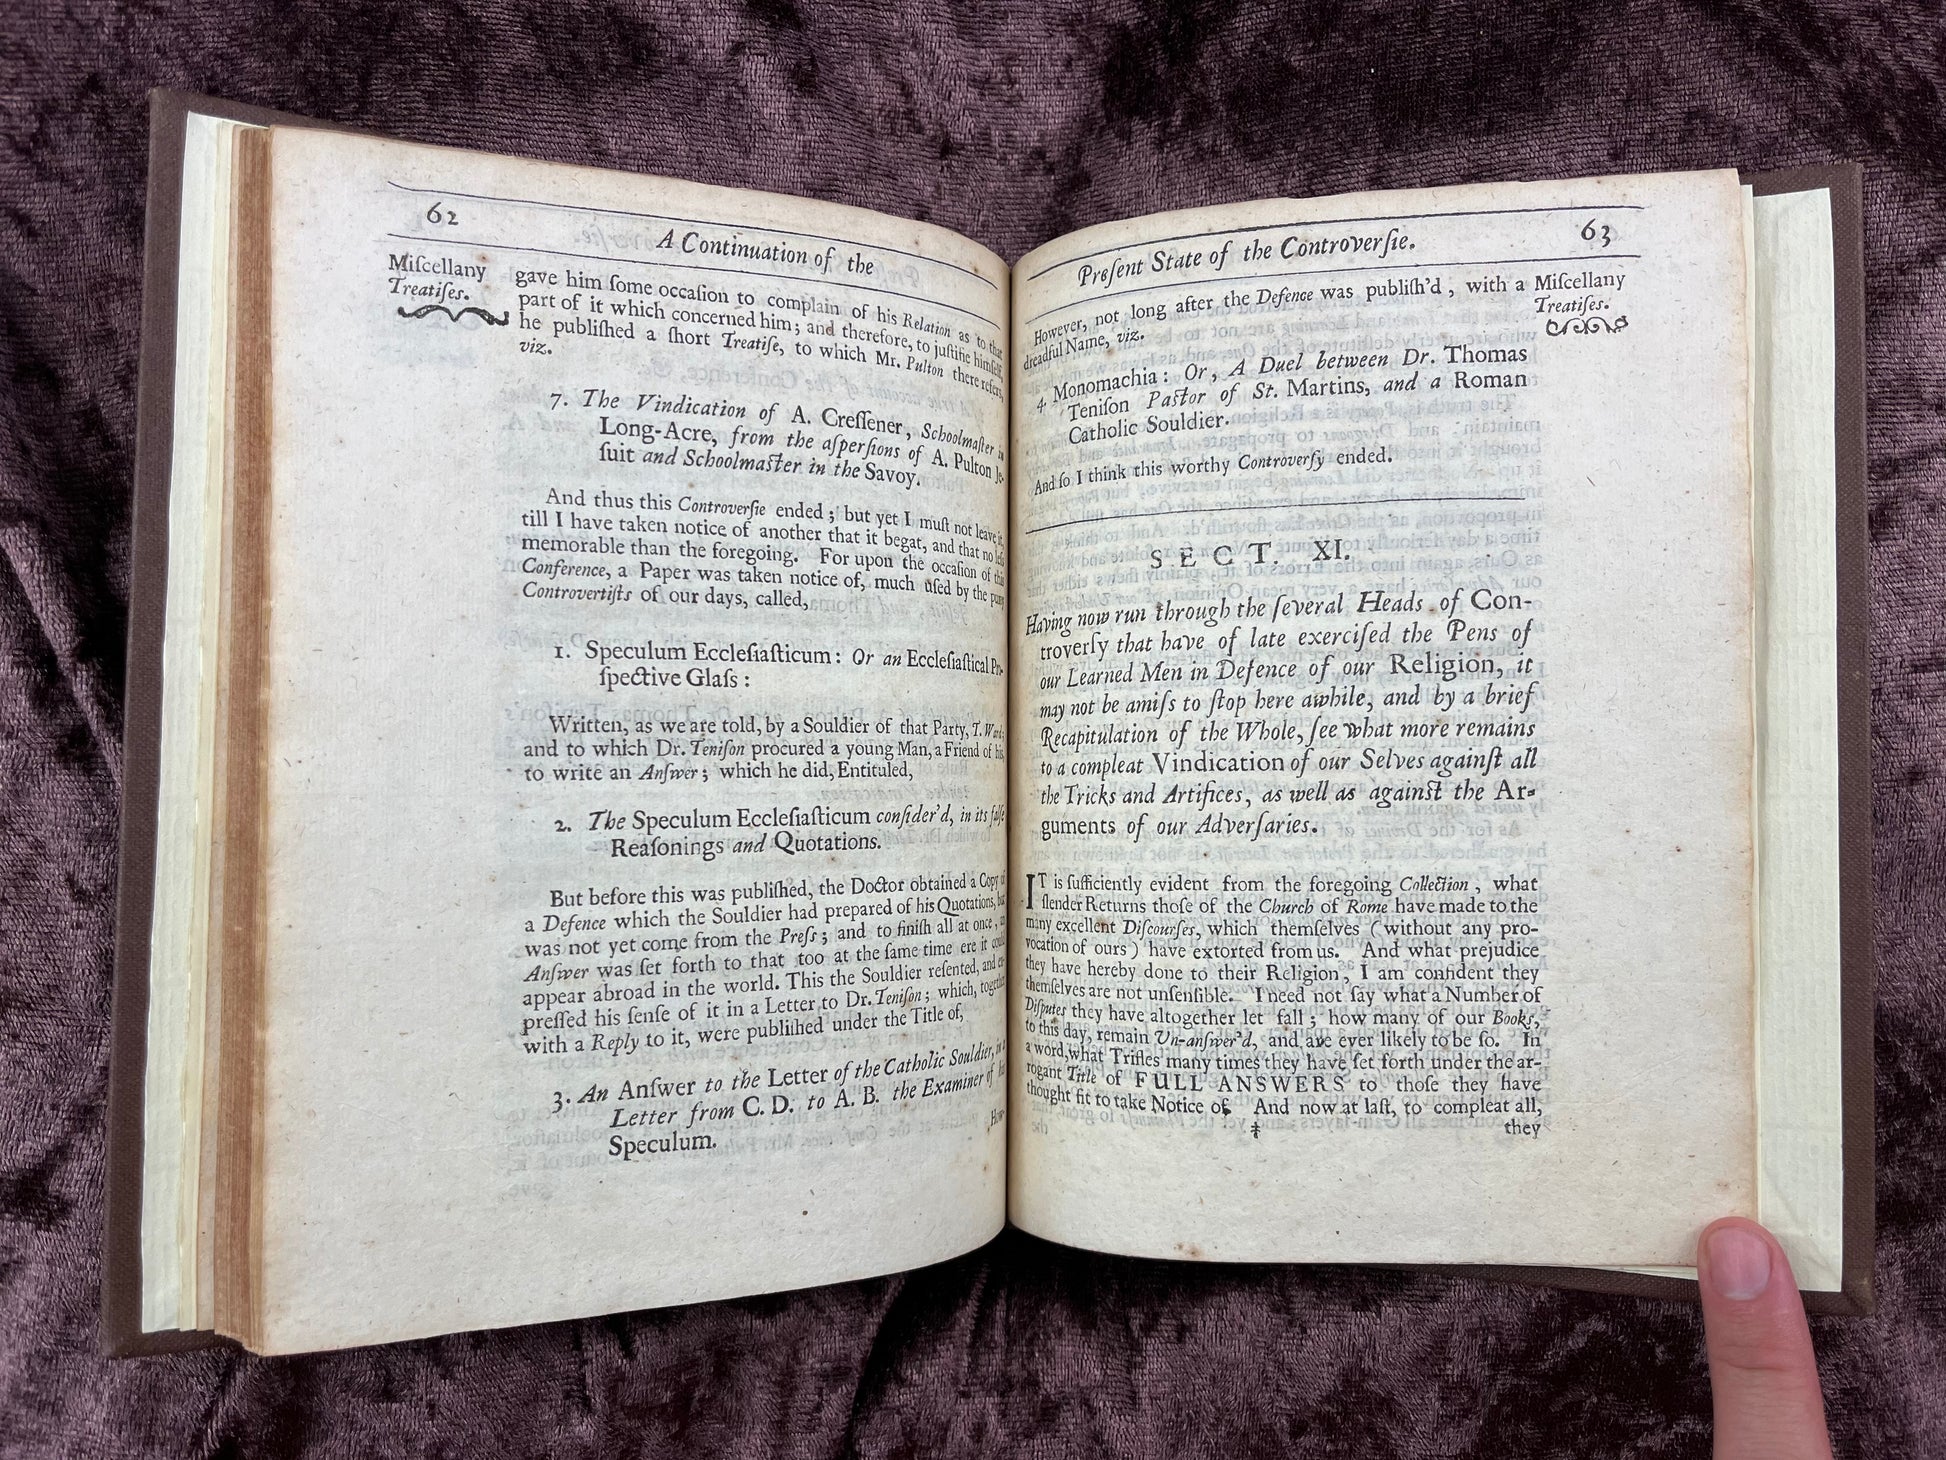 62
A Continuation of the
Miſcellany
Treatiſes.
gave him ſome occaſion to complain of his Relation as to that
part of it which concerned him; and therefore, to juſtifie himſelf,
he publiſhed a ſhort Treatiſe, to which Mr. Pulton there refers,
viz.
7. The Vindication of A. Creſſener, Schoolmaſter in
Long-Acre, from the aſperſions of A. Pulton Je-
ſuit and Schoolmaſter in the Savoy.
And thus this Controverſie ended; but yet I muſt not leave it,
till I have taken notice of another that it begat, and that no leſs
memorable than the foregoing. For upon the occaſion of this
Conference, a Paper was taken notice of, much uſed by the puny
Controvertiſts of our days, called,
1. Speculum Eccleſiaſticum: Or an Eccleſiaſtical Pro-
ſpective Glaſs:
Written, as we are told, by a Souldier of that Party, T. Ward;
and to which Dr. Teniſon procured a young Man, a Friend of his,
to write an Anſwer; which he did, Entituled,
2. The Speculum Eccleſiaſticum conſider'd, in its falſe
Reaſonings and Quotations.
But before this was publiſhed, the Doctor obtained a Copy of
a Defence which the Souldier had prepared of his Quotations, but
was not yet come from the Preſs; and to finiſh all at once, an
Anſwer was ſet forth to that too at the ſame time ere it could
appear abroad in the world. This the Souldier reſented, and ex-
preſſed his ſenſe of it in a Letter to Dr. Teniſon; which, together
with a Reply to it, were publiſhed under the Title of,
3. An Anſwer to the Letter of the Catholic Souldier, in a
Letter from C. D. to A. B. the Examiner of his
Speculum.
How-
Preſent State of the Controverſie.
63
However, not long after the Defence was publiſh'd, with a
dreadful Name, viz.
Miſcellany
Treatiſes.
4. Monomachia: Or, A Duel between Dr. Thomas
Teniſon Paſtor of St. Martins, and a Roman
Catholic Souldier.
And ſo I think this worthy Controverſy ended.
SECT. XI.
Having now run through the ſeveral Heads of Con-
troverſy that have of late exerciſed the Pens of
our Learned Men in Defence of our Religion, it
may not be amiſs to ſtop here awhile, and by a brief
Recapitulation of the Whole, ſee what more remains
to a compleat Vindication of our Selves againſt all
the Tricks and Artifices, as well as againſt the Ar-
guments of our Adverſaries.
IT is ſufficiently evident from the foregoing Collection, what
ſlender Returns thoſe of the Church of Rome have made to the
many excellent Diſcourſes, which themſelves (without any pro-
vocation of ours) have extorted from us. And what prejudice
they have hereby done to their Religion, I am confident they
themſelves are not unſenſible. I need not ſay what a Number of
Diſputes they have altogether let fall; how many of our Books,
to this day, remain Un-anſwer'd, and are ever likely to be ſo. In
a word, what Trifles many times they have ſet forth under the ar-
rogant Title of FULL ANSWERS to thoſe they have
thought fit to take Notice of. And now at laſt, to compleat all,
‡
they